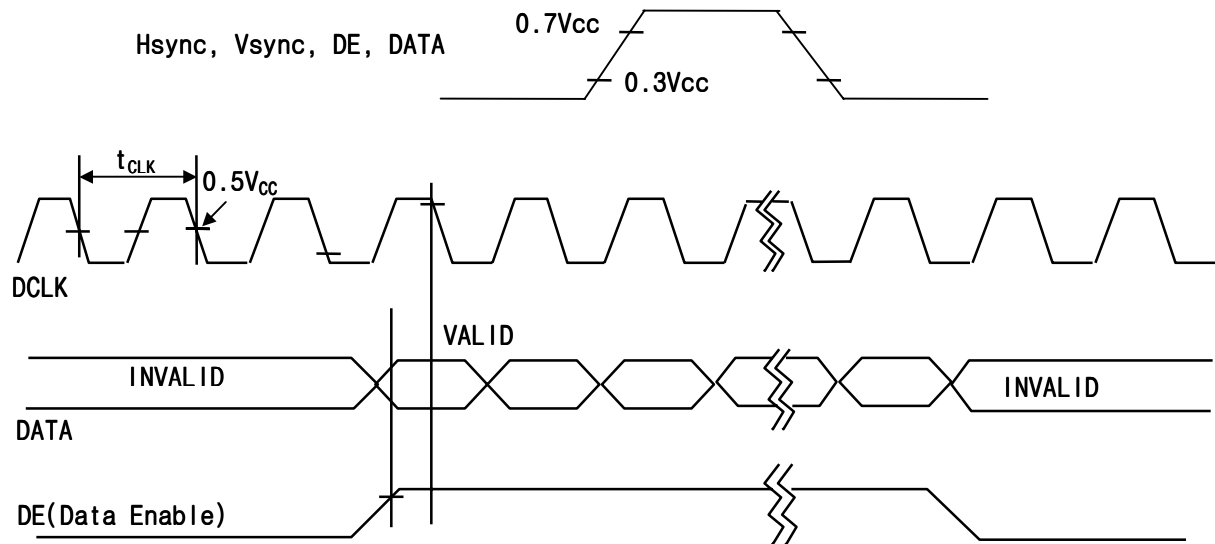 0.7Vcc
Hsync, Vsync, DE, DATA
0.3Vcc
tCLK
0.5VCC
DCLK
VALID
INVALID
INVALID
DATA
DE(Data Enable)